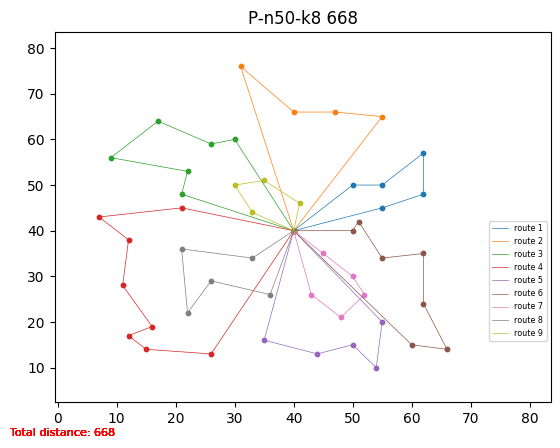 P-n50-k8 668
80
70
60
50
40
30
20
10
0 10 20 30 40 50 60 70 80
route 1
route 2
route 3
route 4
route 5
route 6
route 7
route 8
route 9
Total distance: